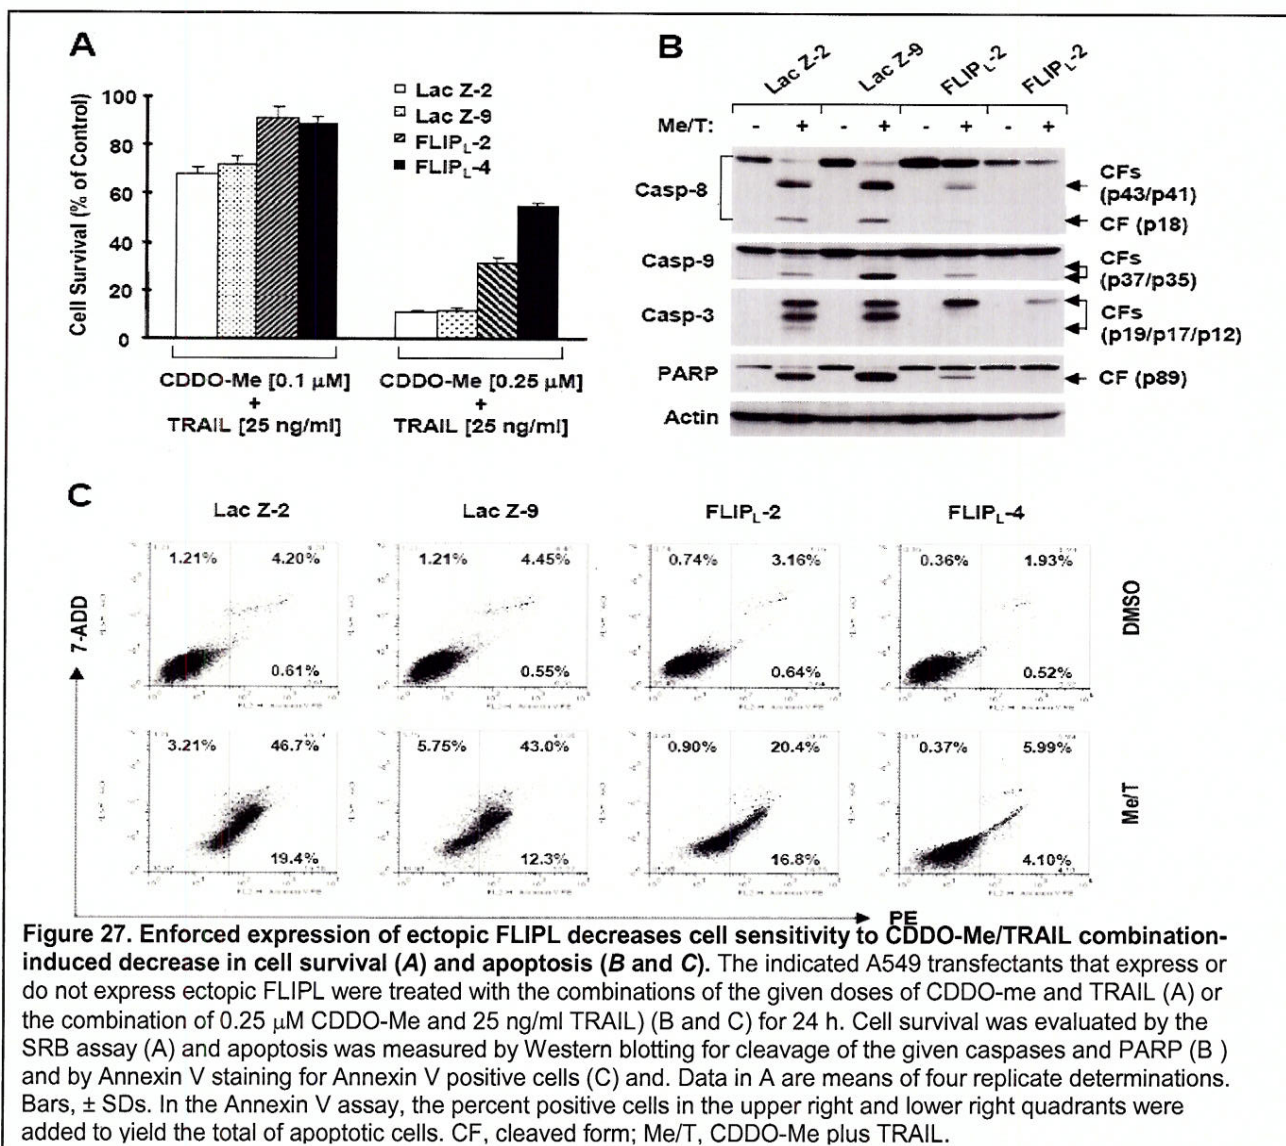 A
Cell Survival (% of Control)
100
80
60
40
20
0
Lac Z-2
Lac Z-9
FLIPL-2
FLIPL-4
CDDO-Me [0.1 μM]
+
TRAIL [25 ng/ml]
CDDO-Me [0.25 μM]
+
TRAIL [25 ng/ml]
B
Lac Z-2
Lac Z-9
FLIPL-2
FLIPL-2
Me/T: - + - + - + - +
Casp-8
CFs
(p43/p41)
CF (p18)
Casp-9
CFs
(p37/p35)
Casp-3
CFs
(p19/p17/p12)
PARP
CF (p89)
Actin
C
Lac Z-2 Lac Z-9 FLIPL-2 FLIPL-4
7-ADD
1.21% 4.20% 1.21% 4.45% 0.74% 3.16% 0.36% 1.93%
0.61% 0.55% 0.64% 0.52%
DMSO
3.21% 46.7% 5.75% 43.0% 0.90% 20.4% 0.37% 5.99%
19.4% 12.3% 16.8% 4.10%
Me/T
PE
Figure 27. Enforced expression of ectopic FLIPL decreases cell sensitivity to CDDO-Me/TRAIL combination-
induced decrease in cell survival (A) and apoptosis (B and C). The indicated A549 transfectants that express or
do not express ectopic FLIPL were treated with the combinations of the given doses of CDDO-me and TRAIL (A) or
the combination of 0.25 μM CDDO-Me and 25 ng/ml TRAIL) (B and C) for 24 h. Cell survival was evaluated by the
SRB assay (A) and apoptosis was measured by Western blotting for cleavage of the given caspases and PARP (B )
and by Annexin V staining for Annexin V positive cells (C) and. Data in A are means of four replicate determinations.
Bars, ± SDs. In the Annexin V assay, the percent positive cells in the upper right and lower right quadrants were
added to yield the total of apoptotic cells. CF, cleaved form; Me/T, CDDO-Me plus TRAIL.